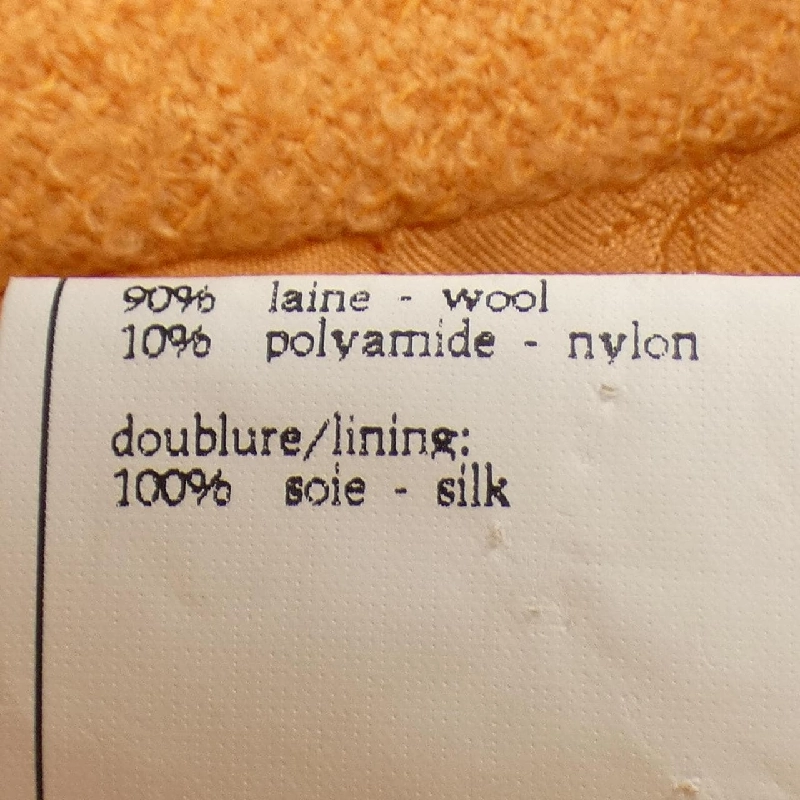 90% laine - wool
10% polyamide - nylon
doublure/lining:
100% soie - silk